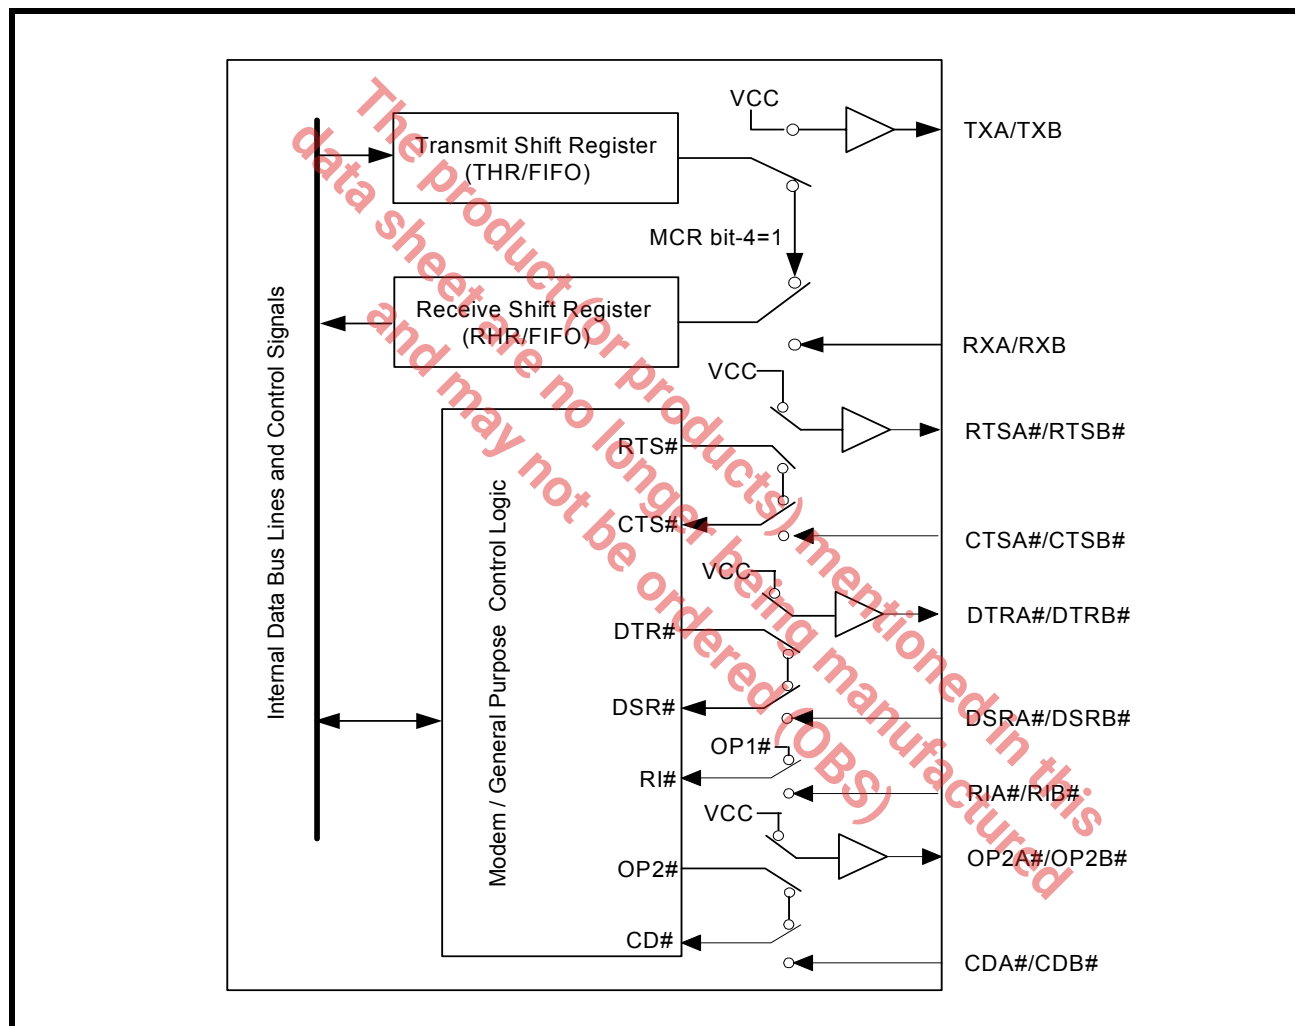 VCC
TXA/TXB
Transmit Shift Register
(THR/FIFO)
MCR bit-4=1
Receive Shift Register
(RHR/FIFO)
RXA/RXB
VCC
RTSA#/RTSB#
RTS#
CTS#
CTSA#/CTSB#
VCC
DTRA#/DTRB#
DTR#
DSR#
DSRA#/DSRB#
OP1#
RI#
RIA#/RIB#
VCC
OP2A#/OP2B#
OP2#
CD#
CDA#/CDB#
Internal Data Bus Lines and Control Signals
Modem / General Purpose Control Logic
The product (or products) mentioned in this
data sheet are no longer being manufactured
and may not be ordered (OBS)